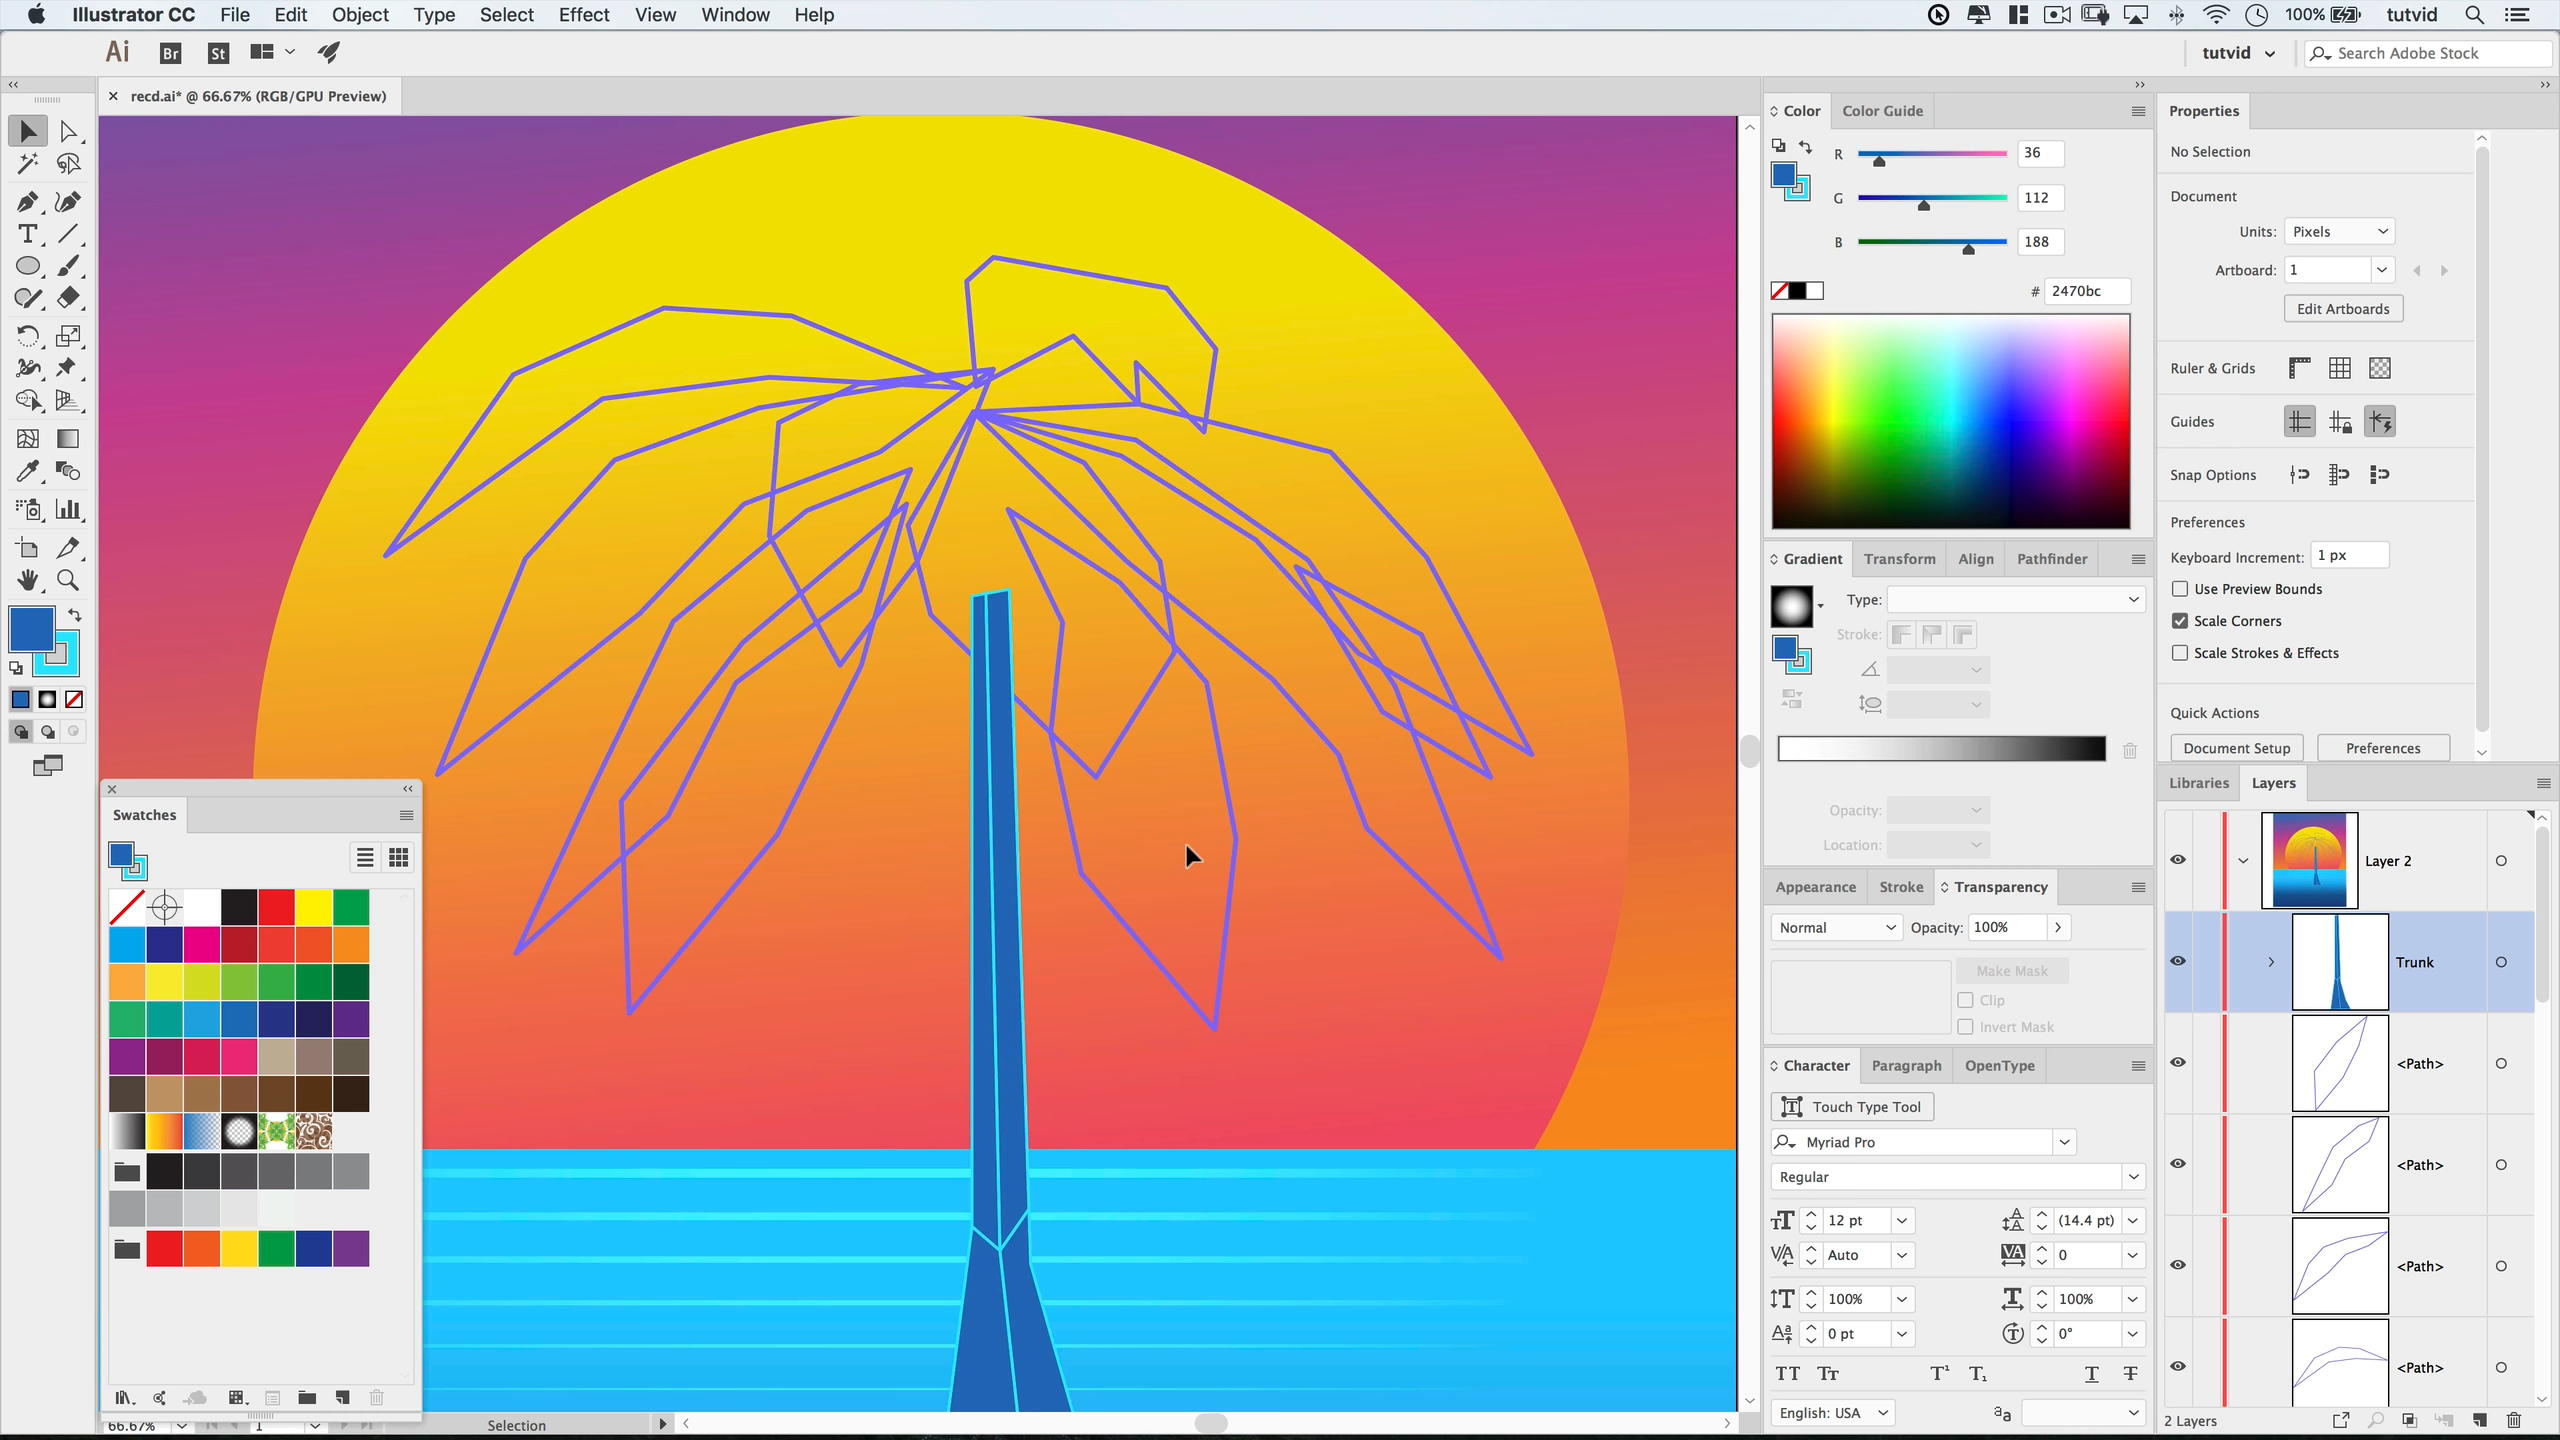 Illustrator CC File Edit Object Type Select Effect View Window Help 100% tutvid
Ai Br St tutvid Search Adobe Stock
recd.ai* @ 66.67% (RGB/GPU Preview)
Color Color Guide
R 36
G 112
B 188
# 2470bc
Gradient Transform Align Pathfinder
Type:
Stroke:
Opacity:
Location:
Appearance Stroke Transparency
Normal Opacity: 100%
Make Mask
Clip
Invert Mask
Character Paragraph OpenType
Touch Type Tool
Myriad Pro
Regular
12 pt (14.4 pt)
Auto 0
100% 100%
0 pt 0°
English: USA
Properties
No Selection
Document
Units: Pixels
Artboard: 1
Edit Artboards
Ruler & Grids
Guides
Snap Options
Preferences
Keyboard Increment: 1 px
Use Preview Bounds
Scale Corners
Scale Strokes & Effects
Quick Actions
Document Setup Preferences
Libraries Layers
Layer 2
Trunk
<Path>
<Path>
<Path>
<Path>
2 Layers
Swatches
66.67% 1 Selection